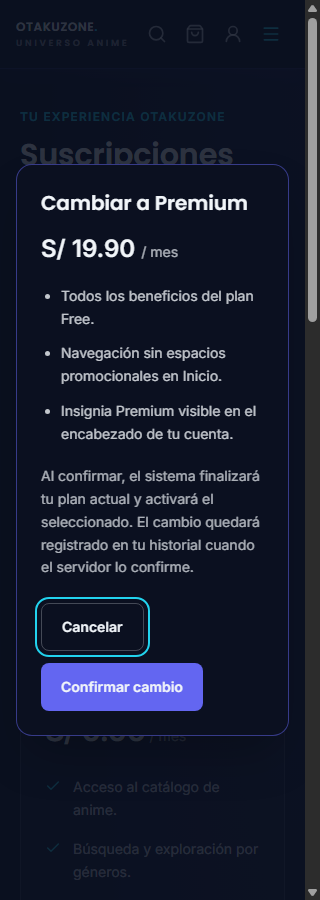 OTAKUZONE.
UNIVERSO ANIME
TU EXPERIENCIA OTAKUZONE
Suscripciones
Cambiar a Premium
S/ 19.90 / mes
• Todos los beneficios del plan
Free.
• Navegación sin espacios
promocionales en Inicio.
• Insignia Premium visible en el
encabezado de tu cuenta.
Al confirmar, el sistema finalizará
tu plan actual y activará el
seleccionado. El cambio quedará
registrado en tu historial cuando
el servidor lo confirme.
Cancelar
Confirmar cambio
/ mes
Acceso al catálogo de
anime.
Búsqueda y exploración por
géneros.